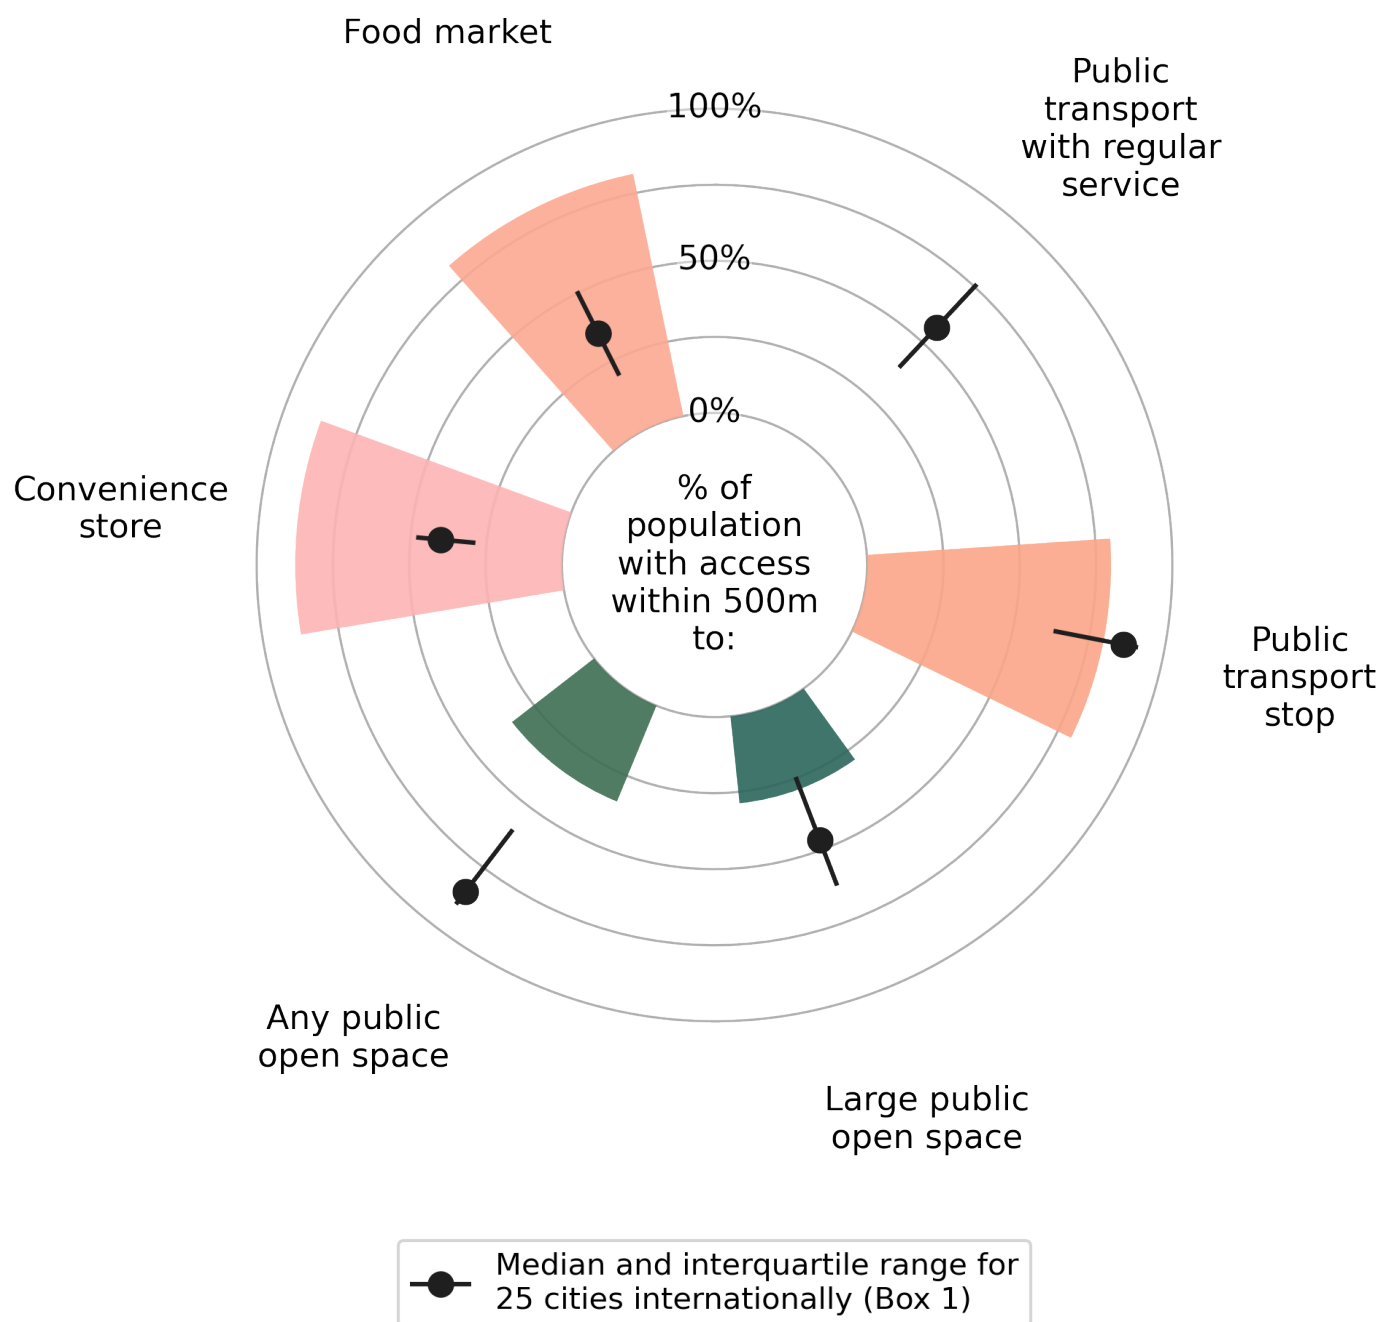 Food market
Public
transport
with regular
service
100%
50%
0%
% of
population
with access
within 500m
to:
Convenience
store
Public
transport
stop
Any public
open space
Large public
open space
Median and interquartile range for
25 cities internationally (Box 1)